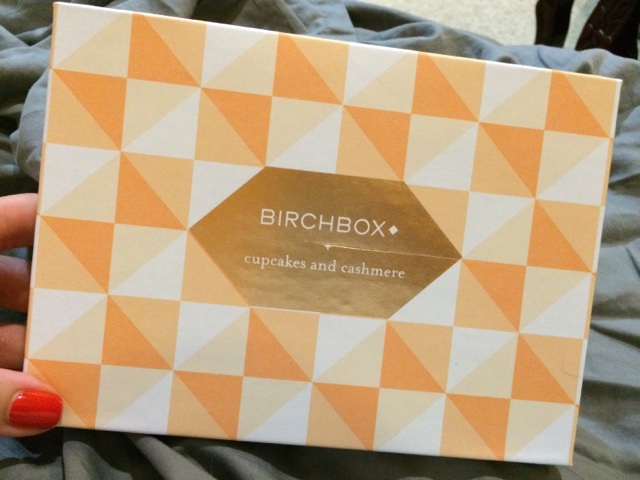 BIRCHBOX♦
+
cupcakes and cashmere